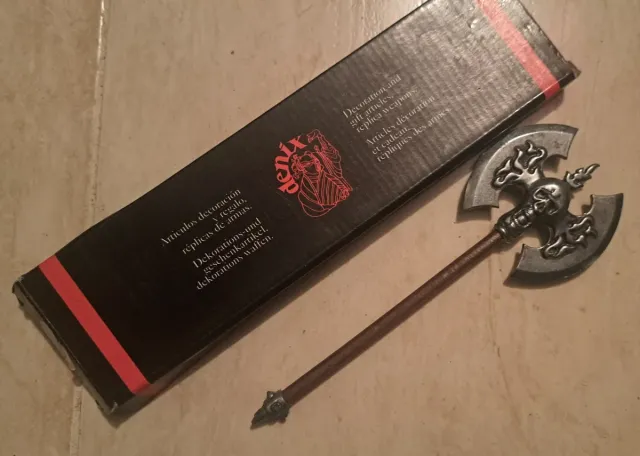 Artículos decoración
y regalo,
réplicas de armas.
Dekorations-und
geschenkartikel,
dekorations waffen.
denix
Decoration and
gift articles,
replica weapons.
Articles décoration
et cadeau,
répliques des armes.